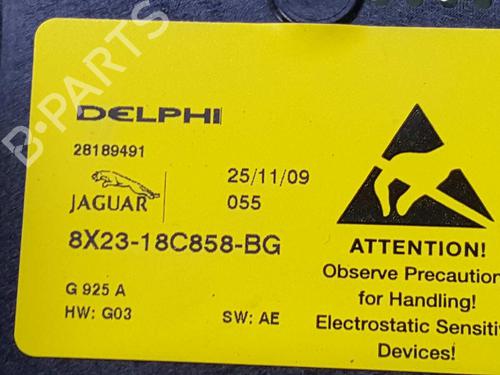 B-PARTS
DELPHI
28189491
25/11/09
JAGUAR
055
8X23-18C858-BG
G 925 A
HW: G03
SW: AE
ATTENTION!
Observe Precaution
for Handling!
Electrostatic Sensitiv
Devices!